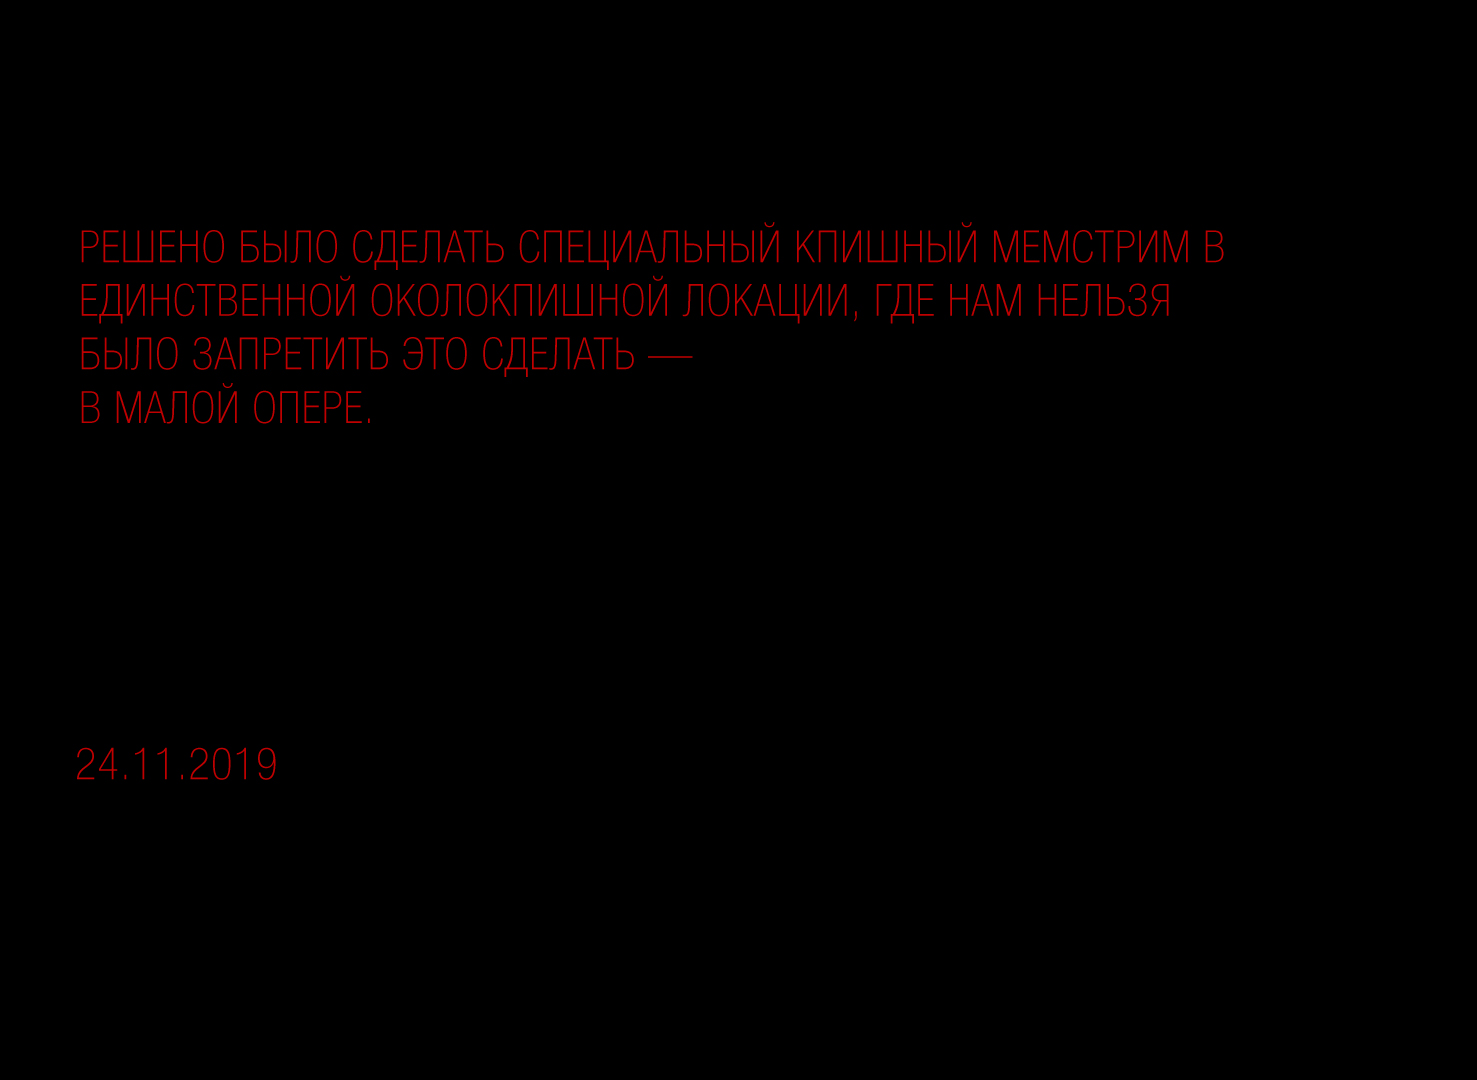 РЕШЕНО БЫЛО СДЕЛАТЬ СПЕЦИАЛЬНЫЙ КПИШНЫЙ МЕМСТРИМ В
ЕДИНСТВЕННОЙ ОКОЛОКПИШНОЙ ЛОКАЦИИ, ГДЕ НАМ НЕЛЬЗЯ
БЫЛО ЗАПРЕТИТЬ ЭТО СДЕЛАТЬ —
В МАЛОЙ ОПЕРЕ.
24.11.2019